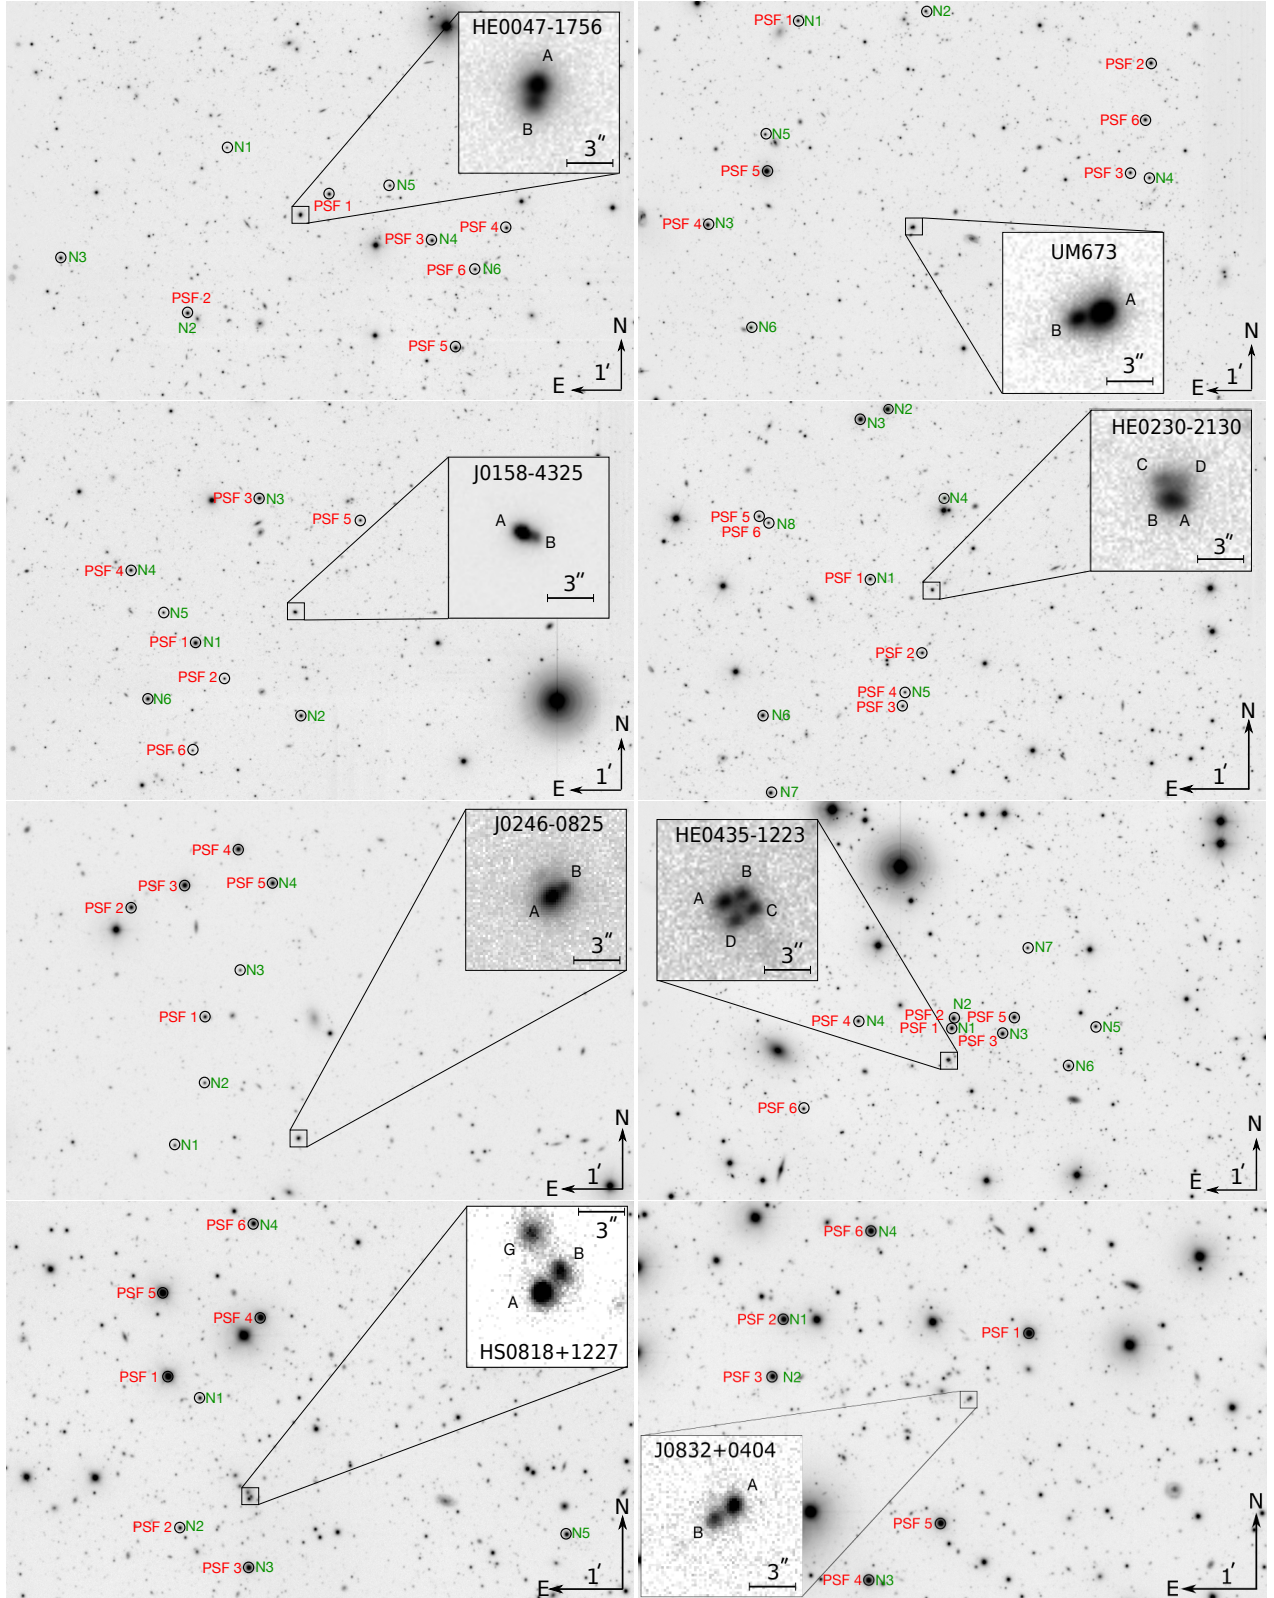 HE0047-1756
A
B
3"
N1
N5
PSF 1
PSF 4
PSF 3 N4
N3
PSF 6 N6
PSF 2
N2
PSF 5
N
E 1'
PSF 1 N1
N2
PSF 2
PSF 6
N5
PSF 5
PSF 3 N4
PSF 4 N3
UM673
A
B
3"
N6
N
E 1'
J0158-4325
A
B
3"
PSF 3 N3
PSF 5
PSF 4 N4
N5
PSF 1 N1
PSF 2
N6
N2
PSF 6
N
E 1'
N2
N3
HE0230-2130
C D
B A
3"
N4
PSF 5
N8
PSF 6
PSF 1 N1
PSF 2
PSF 4 N5
PSF 3
N6
N7
N
E 1'
J0246-0825
B
A
3"
PSF 4
PSF 3
PSF 5 N4
PSF 2
N3
PSF 1
N2
N1
N
E 1'
HE0435-1223
B
A
C
D
3"
N7
N2
PSF 4 N4
PSF 2 PSF 5
PSF 1 N1
N5
PSF 3 N3
N6
PSF 6
N
E 1'
PSF 6 N4
3"
G
B
A
HS0818+1227
PSF 5
PSF 4
PSF 1
N1
PSF 2 N2
N5
PSF 3 N3
N
E 1'
PSF 6 N4
PSF 2 N1
PSF 1
PSF 3 N2
J0832+0404
A
B
3"
PSF 5
PSF 4 N3
N
E 1'